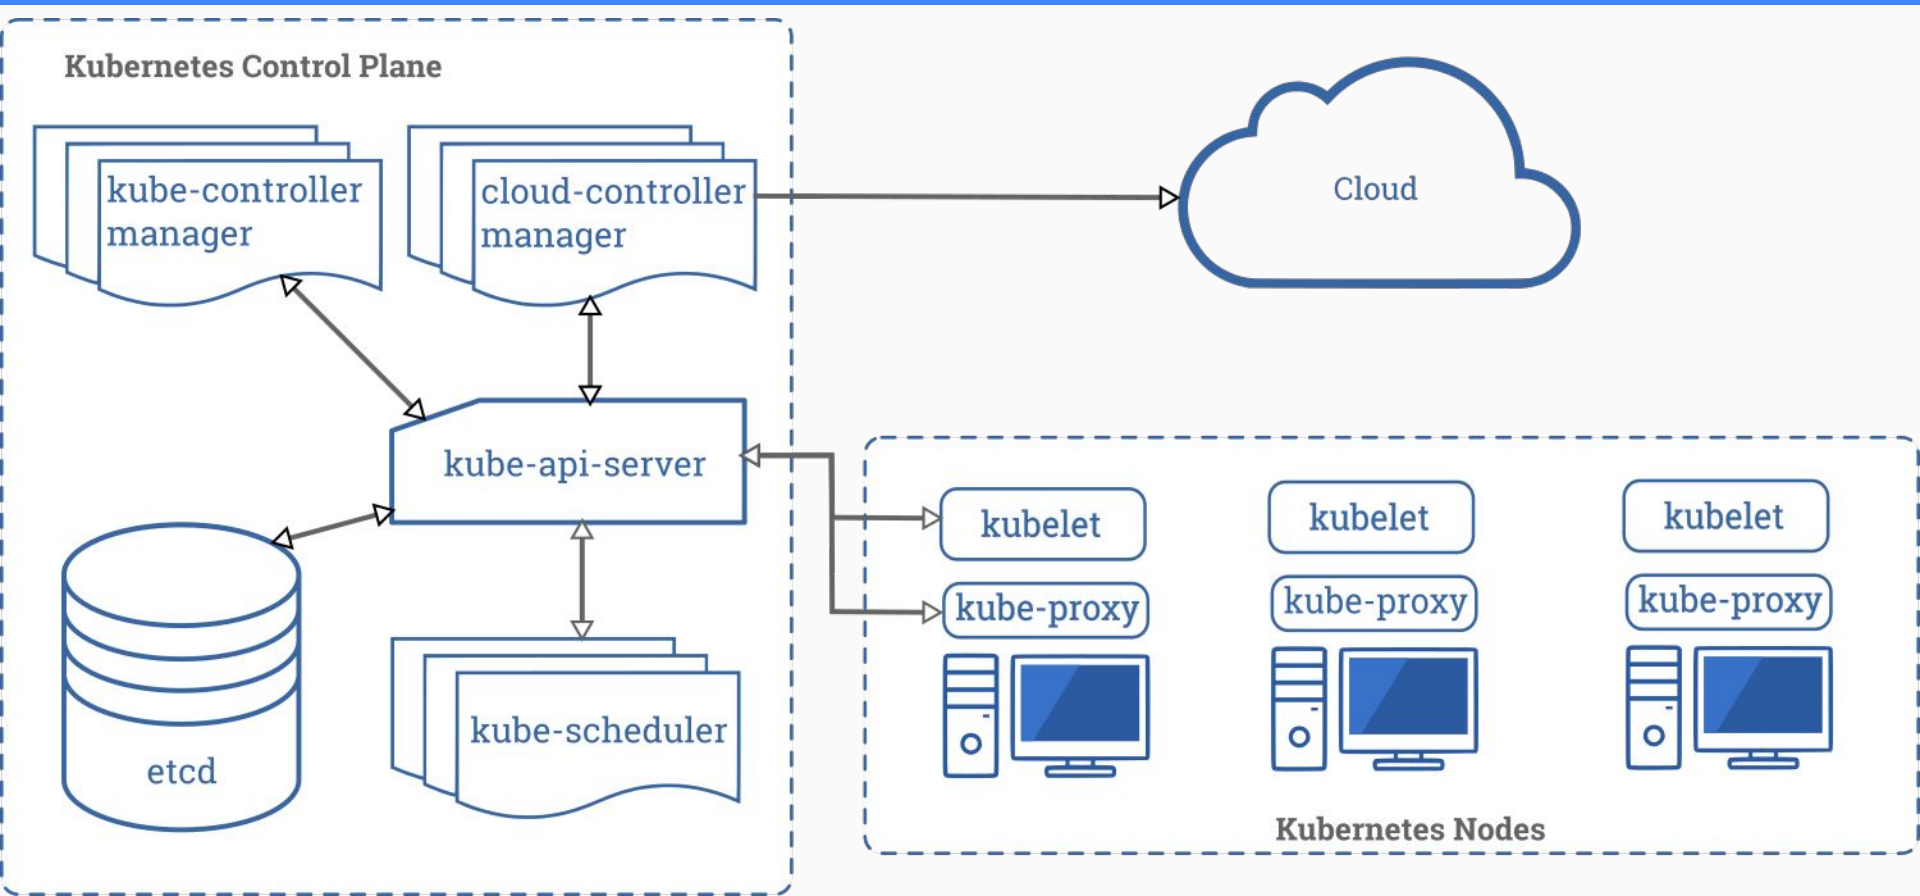 Kubernetes Control Plane
kube-controller
manager
cloud-controller
manager
Cloud
kube-api-server
kubelet
kubelet
kubelet
kube-proxy
kube-proxy
kube-proxy
etcd
kube-scheduler
Kubernetes Nodes